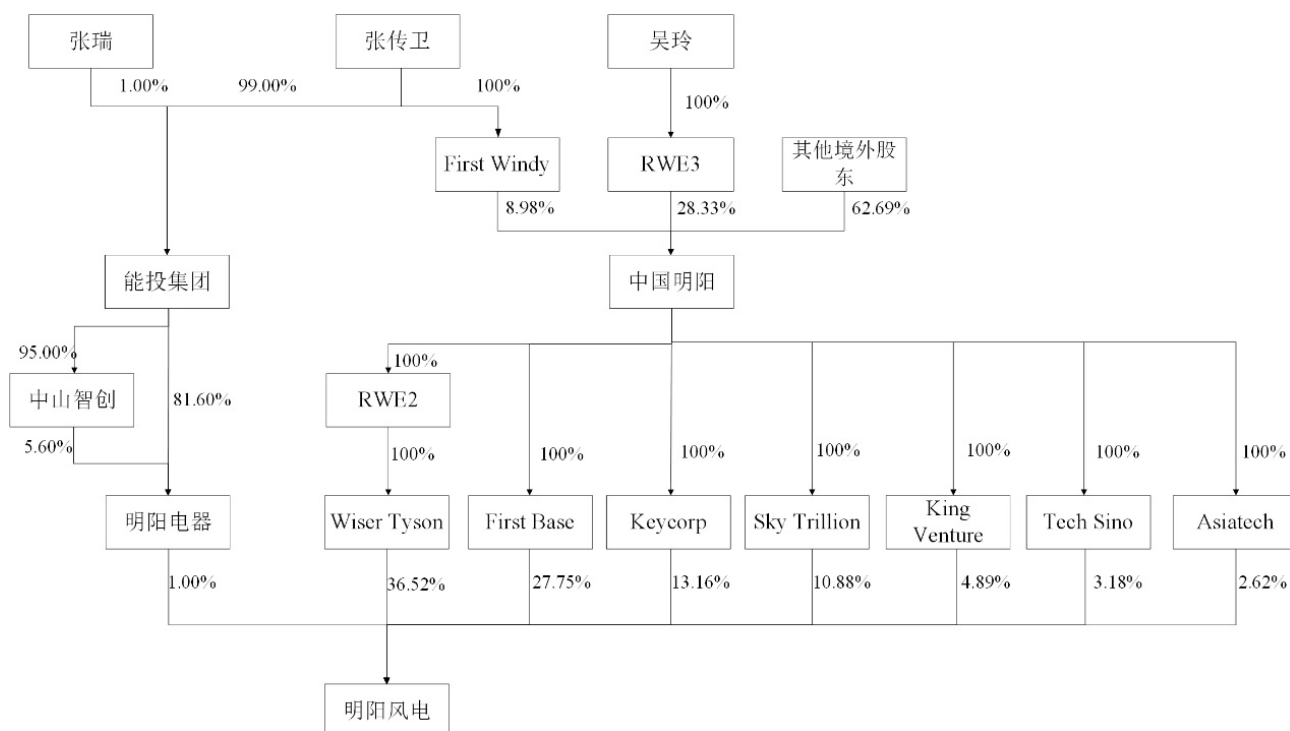 张瑞
张传卫
吴玲
1.00%
99.00%
100%
100%
First Windy
RWE3
其他境外股
东
8.98%
28.33%
62.69%
能投集团
中国明阳
95.00%
100%
中山智创
81.60%
RWE2
5.60%
100%
100%
100%
100%
100%
100%
100%
明阳电器
Wiser Tyson
First Base
Keycorp
Sky Trillion
King
Venture
Tech Sino
Asiatech
1.00%
36.52%
27.75%
13.16%
10.88%
4.89%
3.18%
2.62%
明阳风电